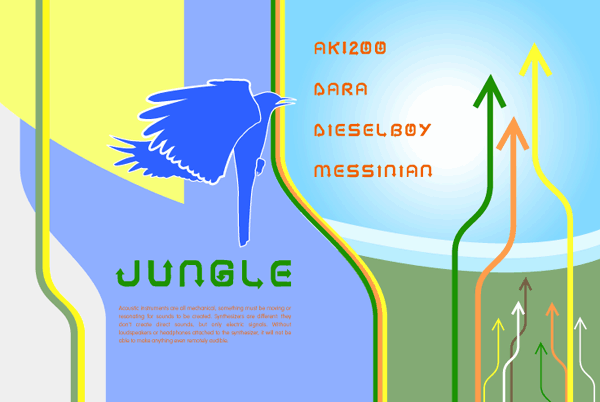 AK1200
DARA
DIESELBOY
MESSINIAN
JUNGLE
Acoustic instruments are all mechanical; something must be moving or
resonating for sounds to be created. Synthesizers are different: they
don't create direct sounds, but only electric signals. Without
loudspeakers or headphones attached to the synthesizer, it will not be
able to make anything even remotely audible.